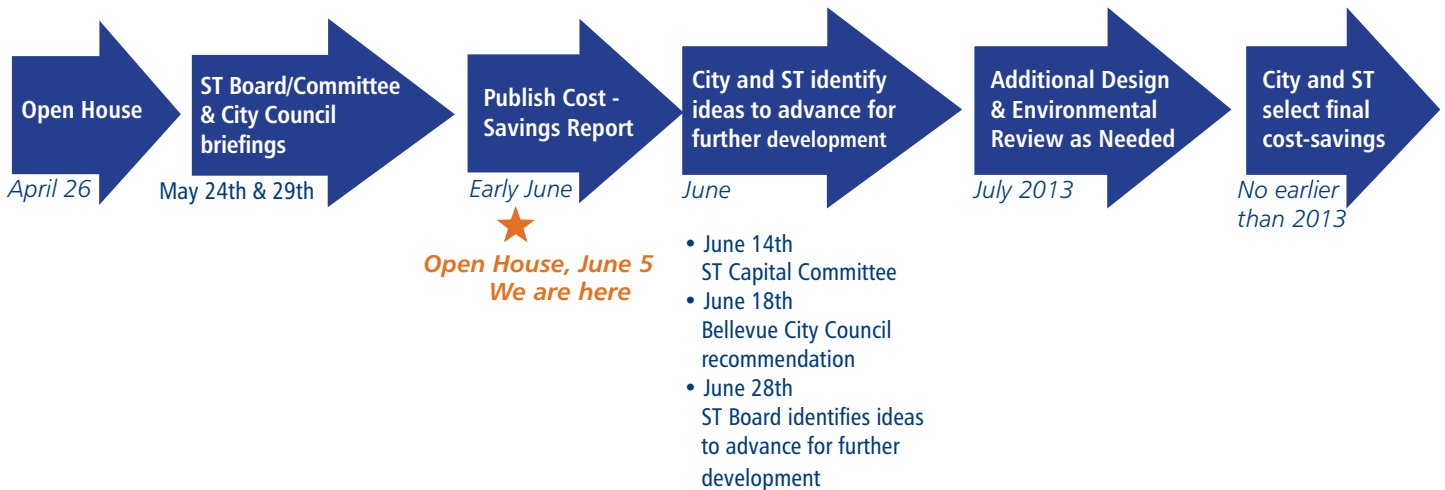 Open House
April 26
ST Board/Committee
& City Council
briefings
May 24th & 29th
Publish Cost -
Savings Report
Early June
Open House, June 5
We are here
City and ST identify
ideas to advance for
further development
June
• June 14th
ST Capital Committee
• June 18th
Bellevue City Council
recommendation
• June 28th
ST Board identifies ideas
to advance for further
development
Additional Design
& Environmental
Review as Needed
July 2013
City and ST
select final
cost-savings
No earlier
than 2013